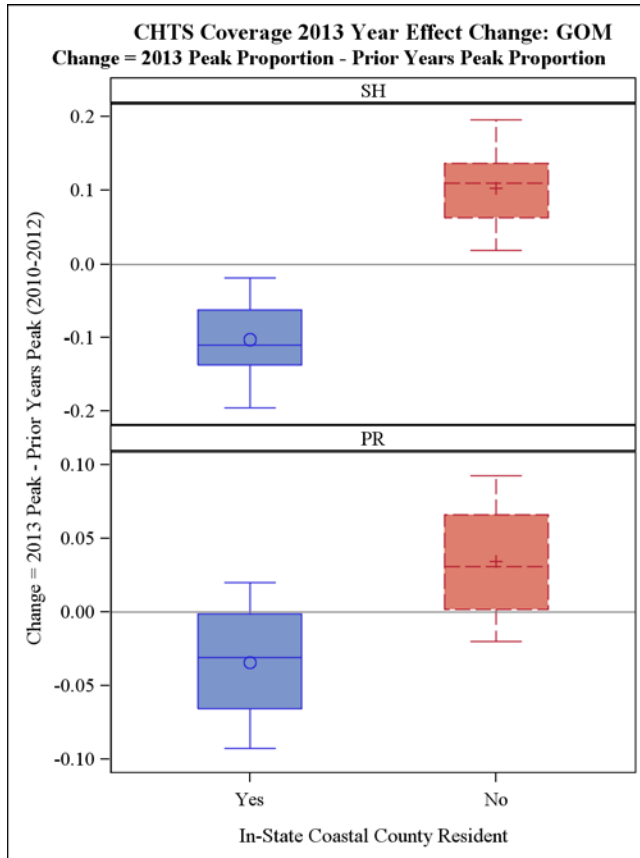 CHTS Coverage 2013 Year Effect Change: GOM
Change = 2013 Peak Proportion - Prior Years Peak Proportion
SH
0.2
0.1
0.0
-0.1
-0.2
PR
0.10
0.05
0.00
-0.05
-0.10
Change = 2013 Peak - Prior Years Peak (2010-2012)
Yes
No
In-State Coastal County Resident